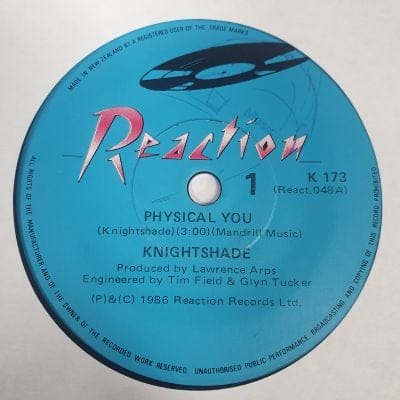 MADE IN NEW ZEALAND BY A REGISTERED USER OF THE TRADE MARK
Reaction
1
K 173
(React. 048A)
PHYSICAL YOU
(Knightshade) (3:00) (Mandrill Music)
KNIGHTSHADE
Produced by Lawrence Arps
Engineered by Tim Field & Glyn Tucker
(P)&(C) 1986 Reaction Records Ltd.
ALL RIGHTS OF THE MANUFACTURER AND OF THE OWNER OF THE RECORDED WORK RESERVED, UNAUTHORISED PUBLIC PERFORMANCE, BROADCASTING AND COPYING OF THIS RECORD PROHIBITED